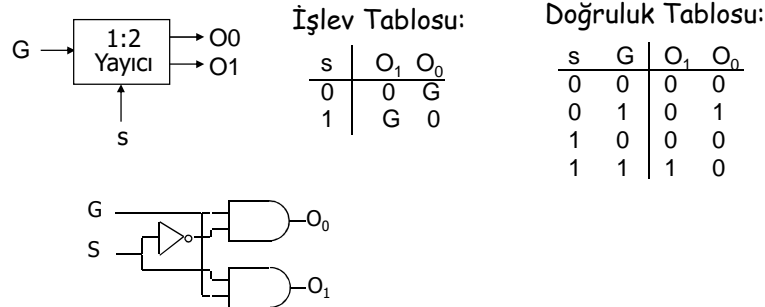 G
1:2
Yayıcı
O0
O1
s
İşlev Tablosu:
s O₁ O₀
0 0 G
1 G 0
Doğruluk Tablosu:
s G O₁ O₀
0 0 0 0
0 1 0 1
1 0 0 0
1 1 1 0
G
S
O₀
O₁